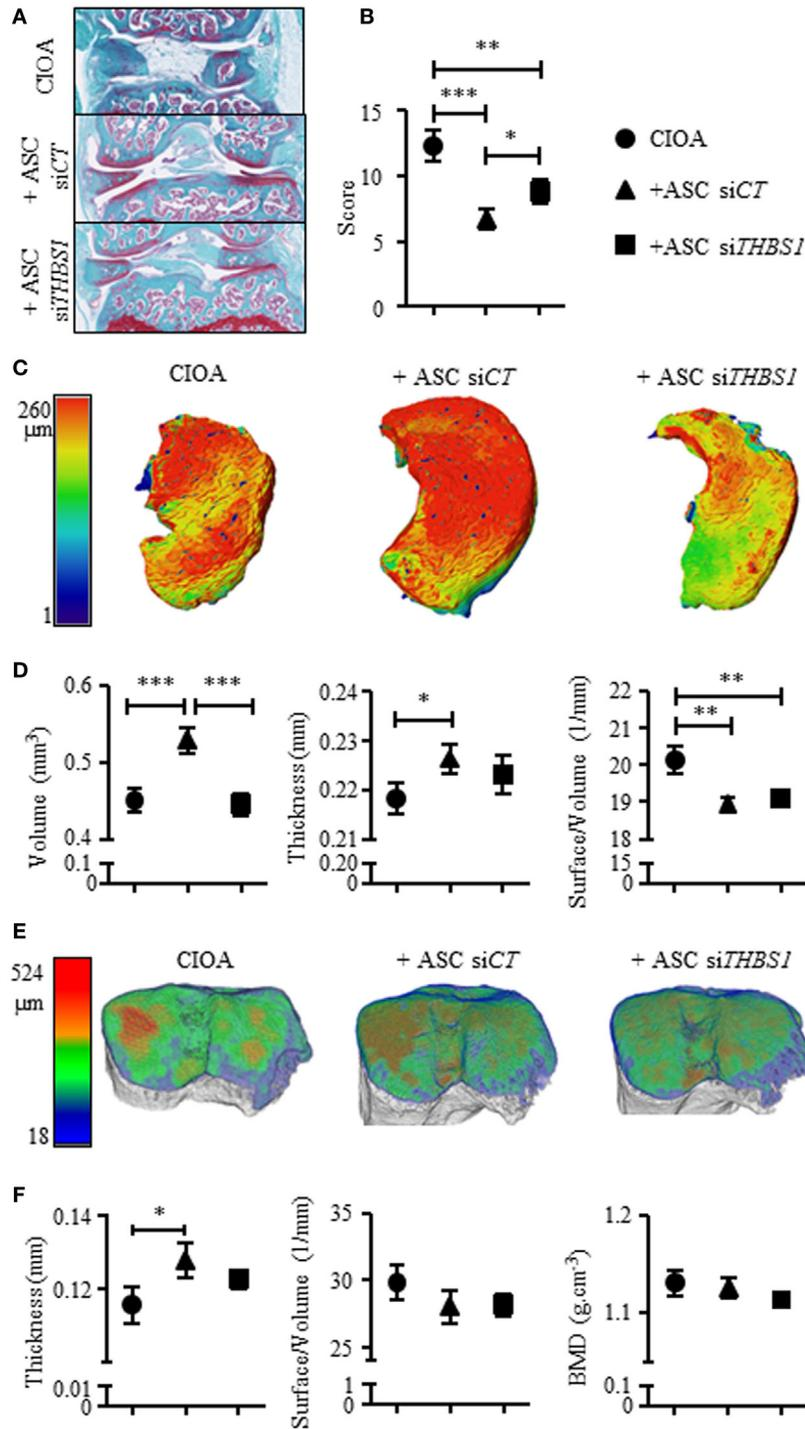 A
CIOA
+ ASC
siCT
+ ASC
siTHBS1
B
**
***
*
15
10
5
0
Score
CIOA
+ASC siCT
+ASC siTHBS1
C
260
μm
1
CIOA
+ ASC siCT
+ ASC siTHBS1
D
0.6
0.5
0.4
0.1
0
Volume (mm³)
*** ***
0.24
0.23
0.22
0.21
0.20
0
Thickness (mm)
*
22
21
20
19
18
15
0
Surface/Volume (1/mm)
**
**
E
524
μm
18
CIOA
+ ASC siCT
+ ASC siTHBS1
F
0.14
0.12
0.01
0
Thickness (mm)
*
35
30
25
1
0
Surface/Volume (1/mm)
1.2
1.1
0.1
0
BMD (g.cm-³)